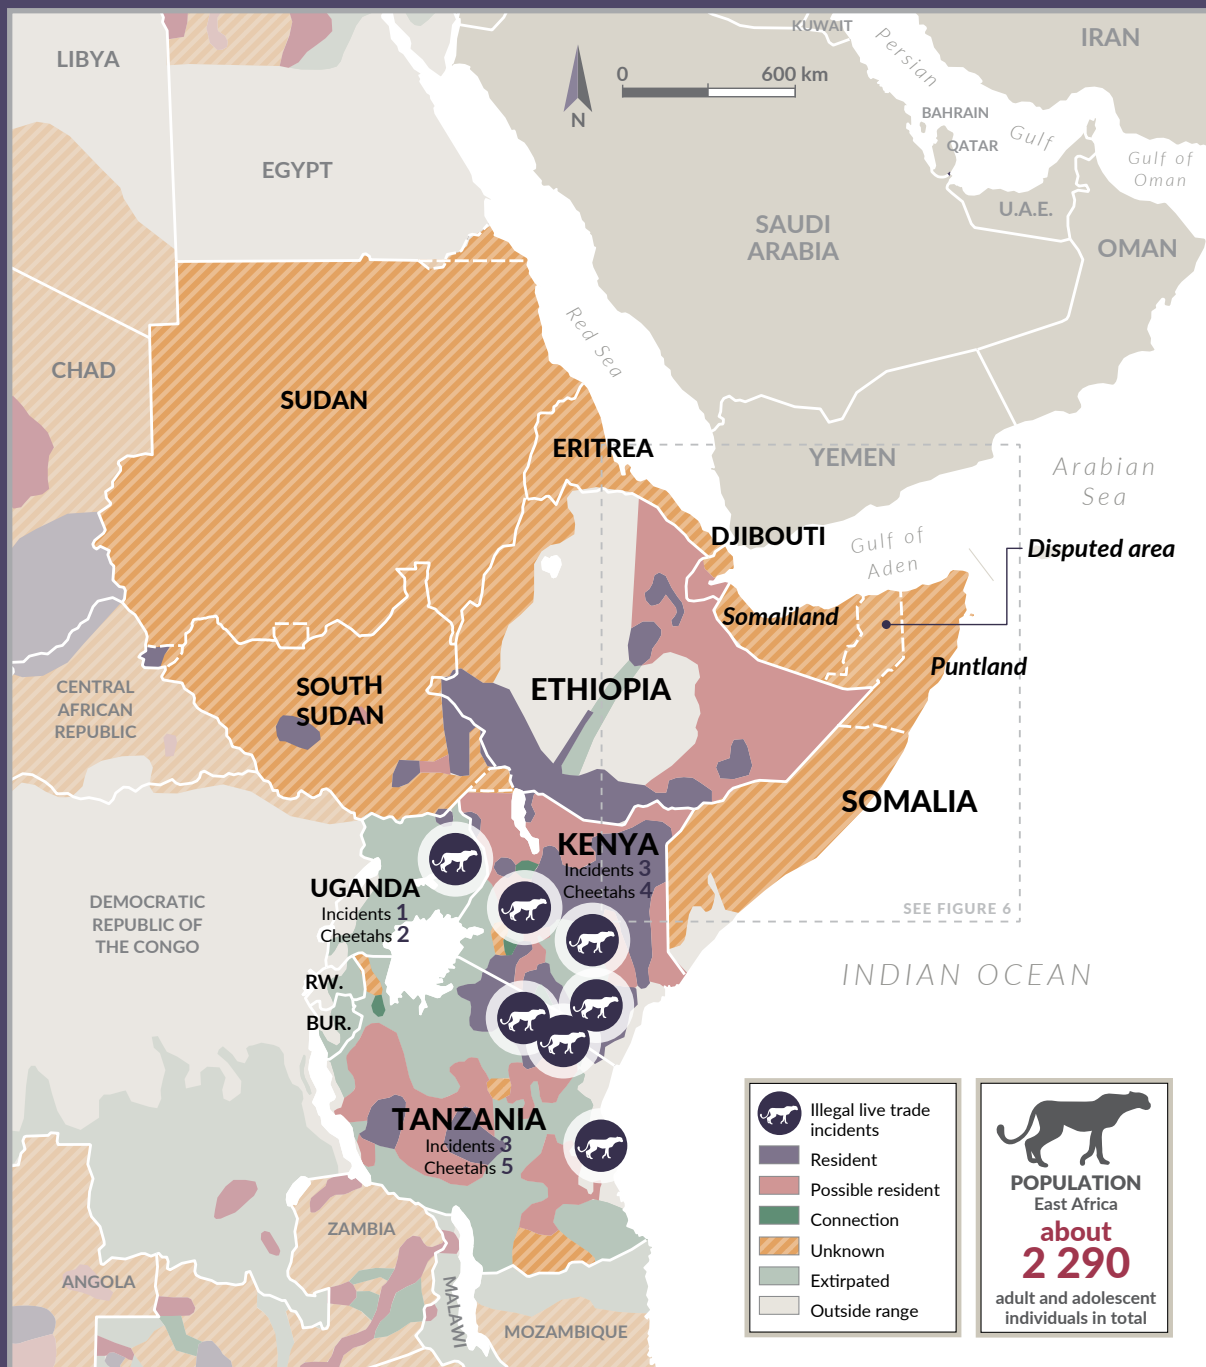 KUWAIT
IRAN
LIBYA
Persian
Gulf
0
600 km
N
BAHRAIN
QATAR
Gulf of
Oman
EGYPT
U.A.E.
SAUDI
ARABIA
OMAN
Red Sea
CHAD
SUDAN
ERITREA
YEMEN
Arabian
Sea
DJIBOUTI
Gulf of
Aden
Disputed area
Somaliland
Puntland
CENTRAL
AFRICAN
REPUBLIC
SOUTH
SUDAN
ETHIOPIA
SOMALIA
KENYA
Incidents 3
Cheetahs 4
UGANDA
Incidents 1
Cheetahs 2
DEMOCRATIC
REPUBLIC OF
THE CONGO
SEE FIGURE 6
INDIAN OCEAN
RW.
BUR.
TANZANIA
Incidents 3
Cheetahs 5
ZAMBIA
ANGOLA
MALAWI
MOZAMBIQUE
Illegal live trade
incidents
Resident
Possible resident
Connection
Unknown
Extirpated
Outside range
POPULATION
East Africa
about
2 290
adult and adolescent
individuals in total